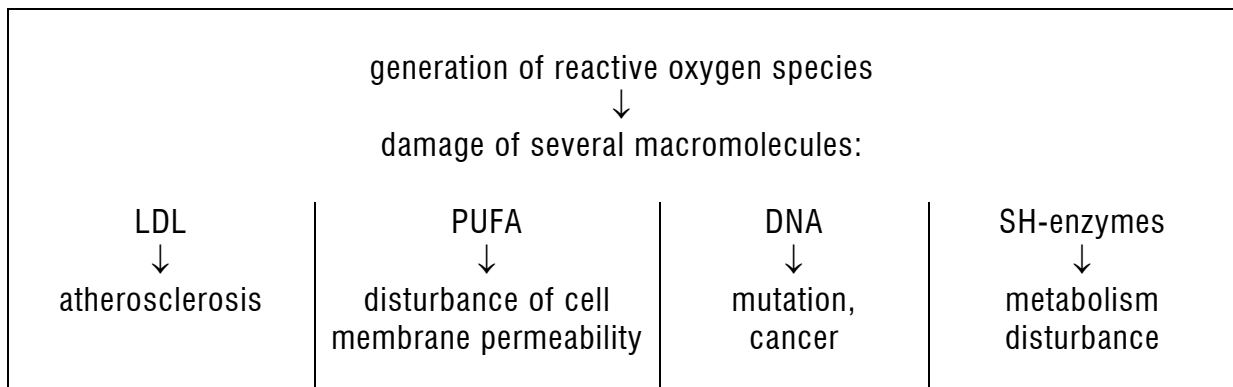 generation of reactive oxygen species
↓
damage of several macromolecules:
LDL
↓
atherosclerosis
PUFA
↓
disturbance of cell
membrane permeability
DNA
↓
mutation,
cancer
SH-enzymes
↓
metabolism
disturbance